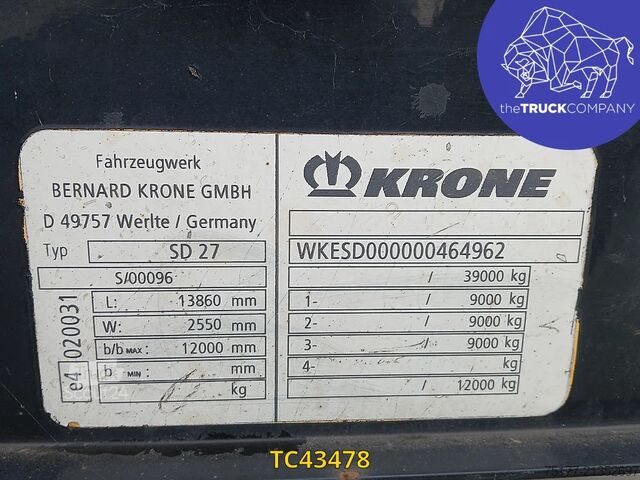 theTRUCKCOMPANY
Fahrzeugwerk
BERNARD KRONE GMBH
D 49757 Werlte / Germany
Typ SD 27
S/00096
e4 020031
L: 13860 mm
W: 2550 mm
b/b MAX: 12000 mm
b MIN: mm
kg
KRONE
WKESD000000464962
/ 39000 kg
1- / 9000 kg
2- / 9000 kg
3- / 9000 kg
4- kg
/ 12000 kg
TC43478